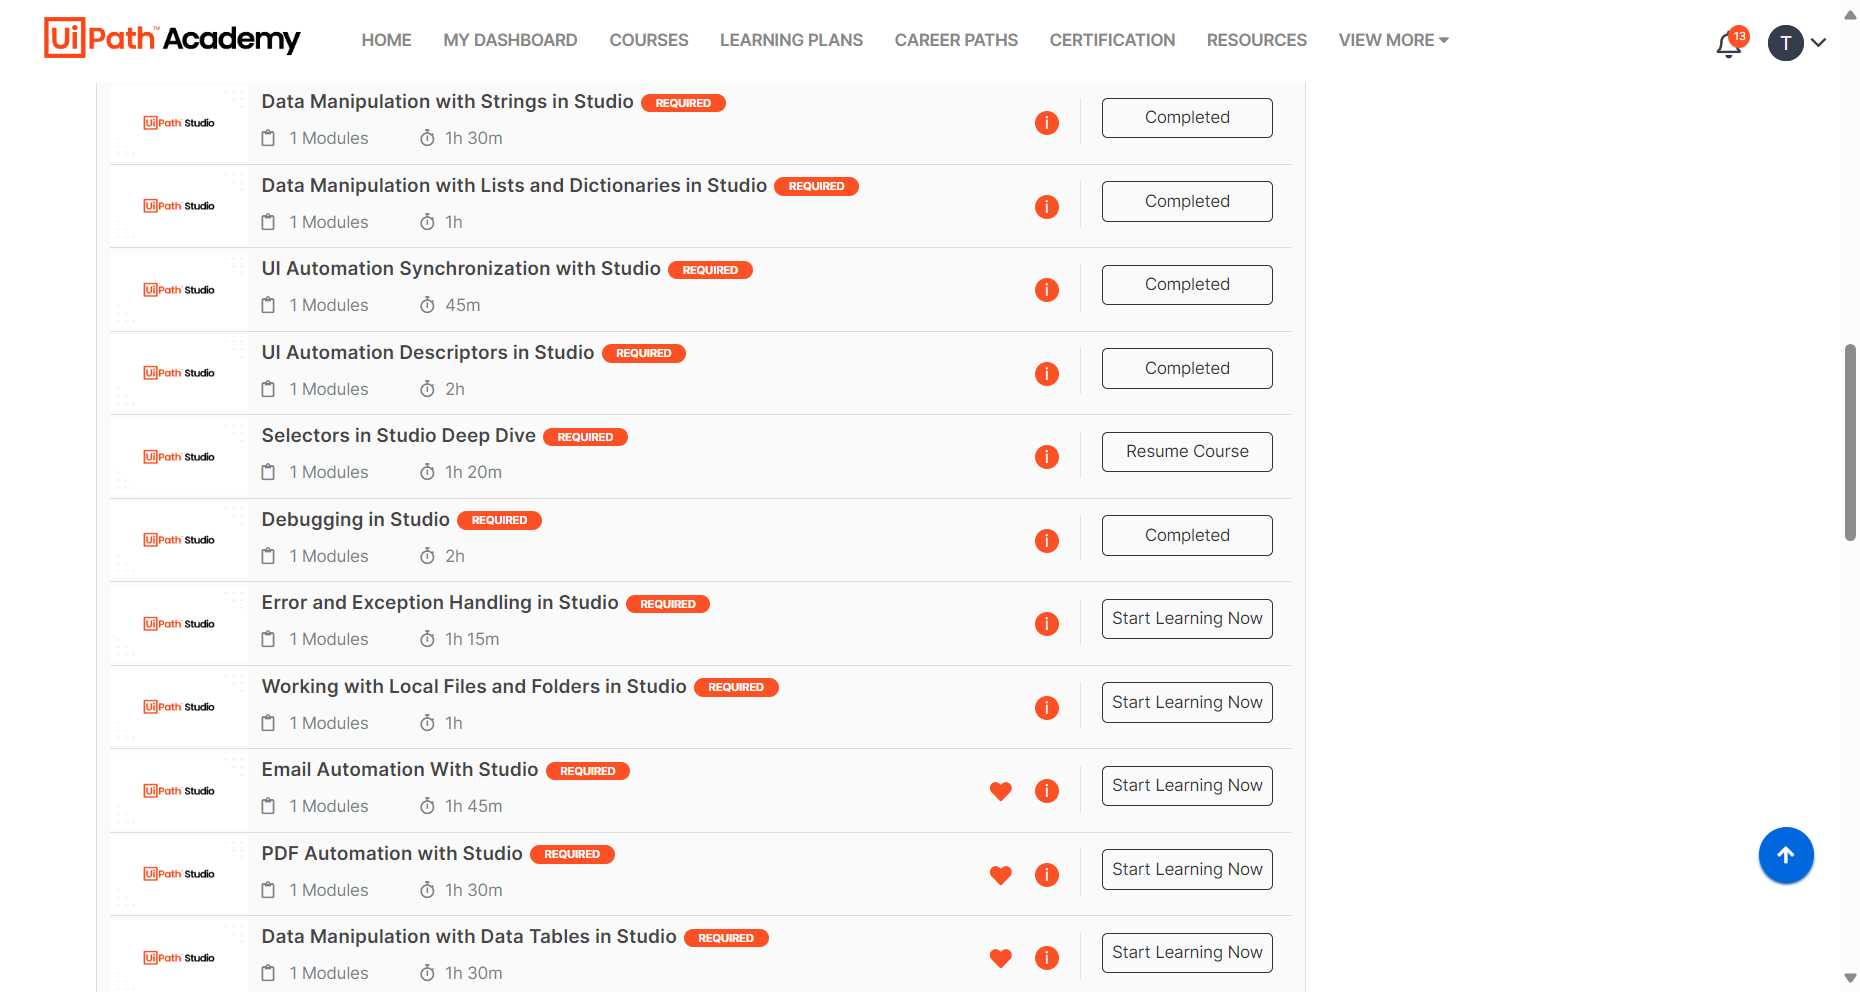 UiPath™ Academy
HOME MY DASHBOARD COURSES LEARNING PLANS CAREER PATHS CERTIFICATION RESOURCES VIEW MORE
13
T
UiPath Studio
Data Manipulation with Strings in Studio REQUIRED
1 Modules 1h 30m
i
Completed
UiPath Studio
Data Manipulation with Lists and Dictionaries in Studio REQUIRED
1 Modules 1h
i
Completed
UiPath Studio
UI Automation Synchronization with Studio REQUIRED
1 Modules 45m
i
Completed
UiPath Studio
UI Automation Descriptors in Studio REQUIRED
1 Modules 2h
i
Completed
UiPath Studio
Selectors in Studio Deep Dive REQUIRED
1 Modules 1h 20m
i
Resume Course
UiPath Studio
Debugging in Studio REQUIRED
1 Modules 2h
i
Completed
UiPath Studio
Error and Exception Handling in Studio REQUIRED
1 Modules 1h 15m
i
Start Learning Now
UiPath Studio
Working with Local Files and Folders in Studio REQUIRED
1 Modules 1h
i
Start Learning Now
UiPath Studio
Email Automation With Studio REQUIRED
1 Modules 1h 45m
i
Start Learning Now
UiPath Studio
PDF Automation with Studio REQUIRED
1 Modules 1h 30m
i
Start Learning Now
UiPath Studio
Data Manipulation with Data Tables in Studio REQUIRED
1 Modules 1h 30m
i
Start Learning Now